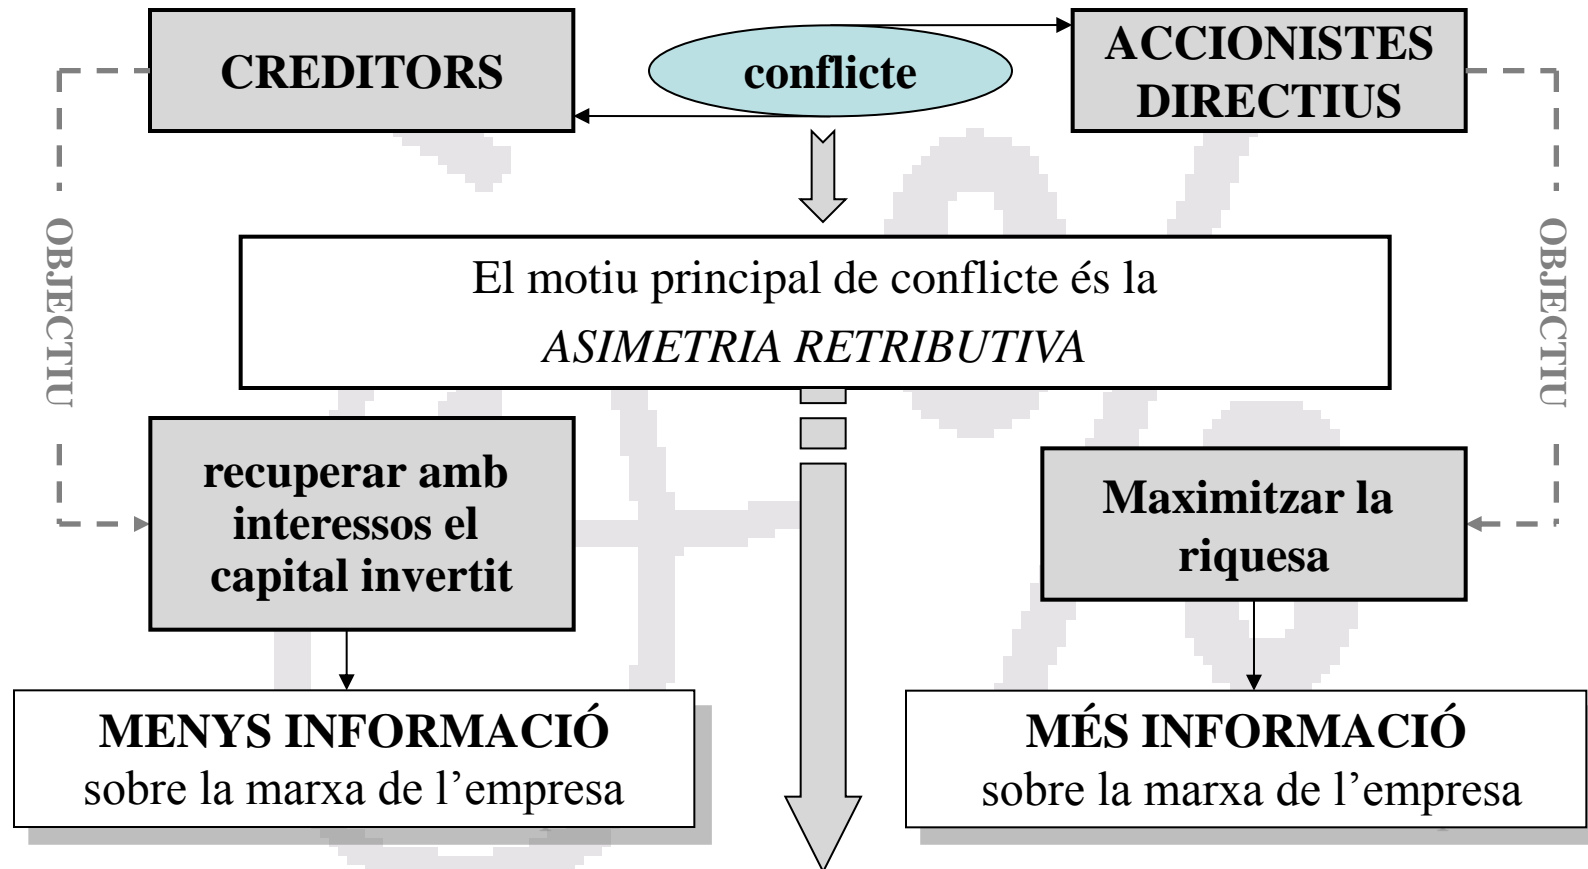 CREDITORS
conflicte
ACCIONISTES
DIRECTIUS
OBJECTIU
OBJECTIU
El motiu principal de conflicte és la
ASIMETRIA RETRIBUTIVA
recuperar amb
interessos el
capital invertit
Maximitzar la
riquesa
MENYS INFORMACIÓ
sobre la marxa de l’empresa
MÉS INFORMACIÓ
sobre la marxa de l’empresa